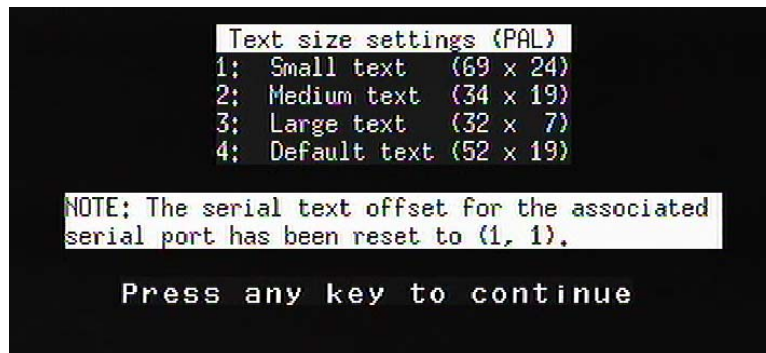 Text size settings (PAL)
1: Small text (69 x 24)
2: Medium text (34 x 19)
3: Large text (32 x 7)
4: Default text (52 x 19)
NOTE: The serial text offset for the associated
serial port has been reset to (1, 1).
Press any key to continue